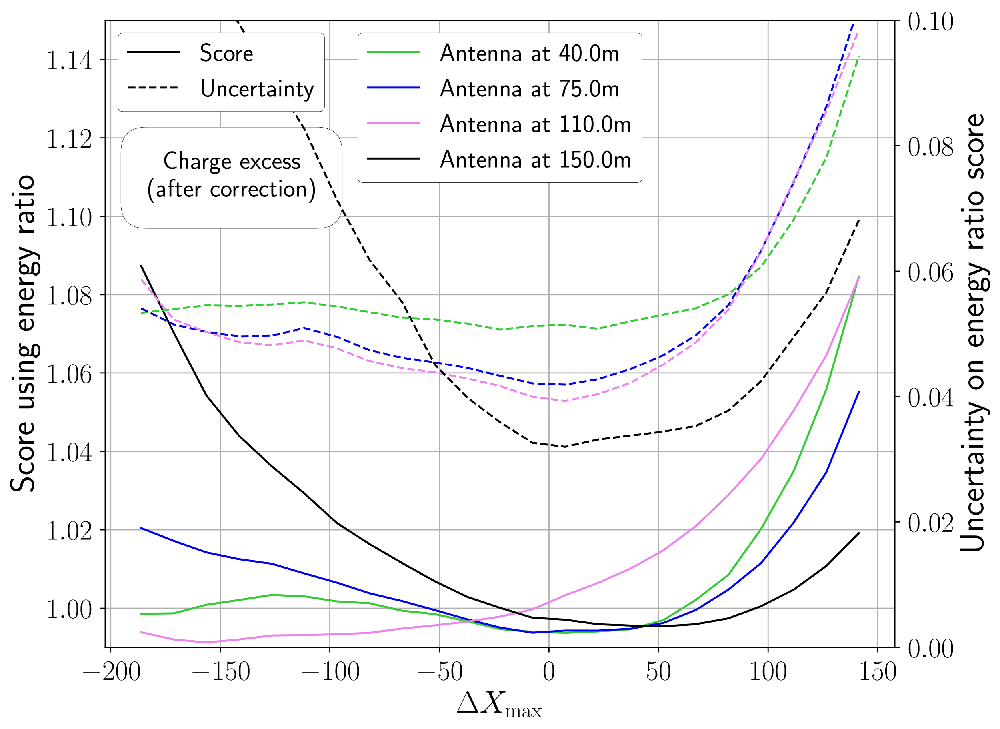 Score
Uncertainty
Antenna at 40.0m
Antenna at 75.0m
Antenna at 110.0m
Antenna at 150.0m
Charge excess
(after correction)
Score using energy ratio
1.14
1.12
1.10
1.08
1.06
1.04
1.02
1.00
0.10
0.08
0.06
0.04
0.02
0.00
Uncertainty on energy ratio score
−200
−150
−100
−50
0
50
100
150
ΔXmax